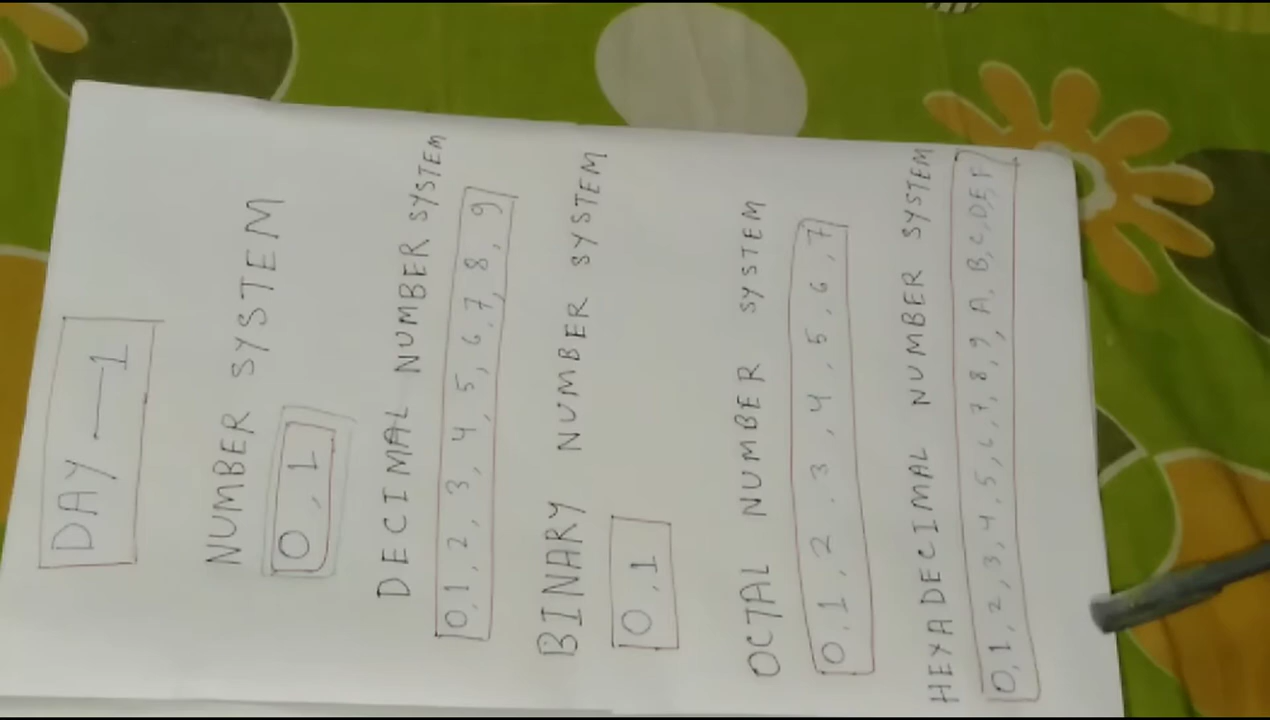 DAY — 1
NUMBER SYSTEM
0, 1
DECIMAL NUMBER SYSTEM
0, 1, 2, 3, 4, 5, 6, 7, 8, 9
BINARY NUMBER SYSTEM
0, 1
OCTAL NUMBER SYSTEM
0, 1, 2, 3, 4, 5, 6, 7
HEXADECIMAL NUMBER SYSTEM
0, 1, 2, 3, 4, 5, 6, 7, 8, 9, A, B, C, D, E, F